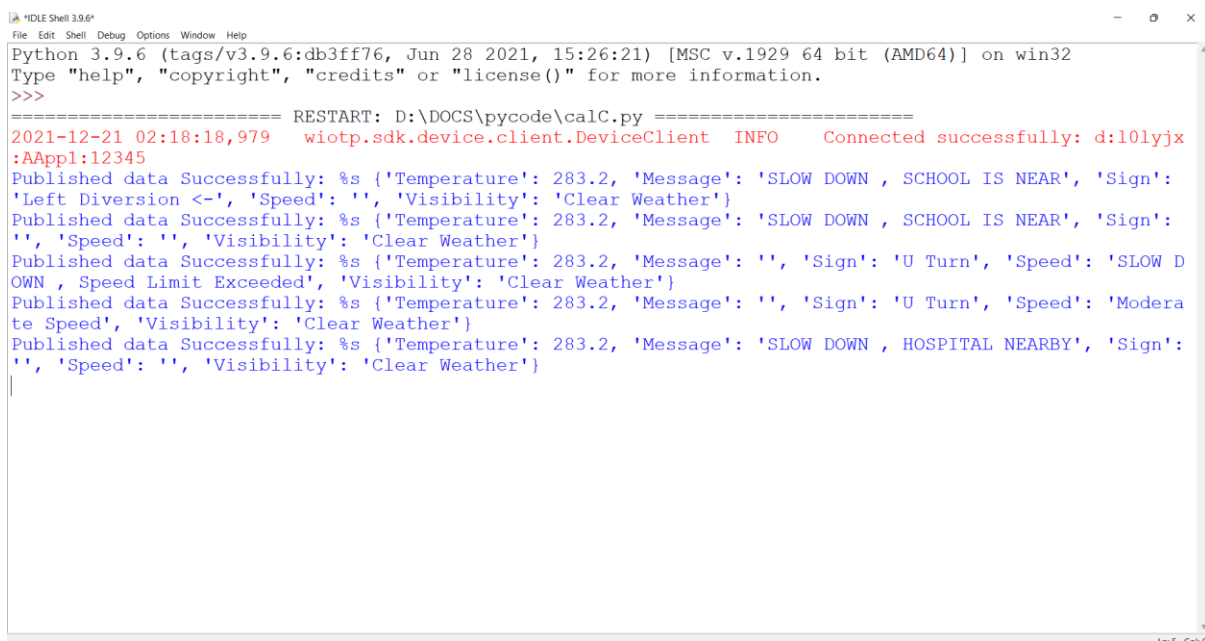 *IDLE Shell 3.9.6*
File Edit Shell Debug Options Window Help
Python 3.9.6 (tags/v3.9.6:db3ff76, Jun 28 2021, 15:26:21) [MSC v.1929 64 bit (AMD64)] on win32
Type "help", "copyright", "credits" or "license()" for more information.
>>>
======================== RESTART: D:\DOCS\pycode\calC.py =======================
2021-12-21 02:18:18,979   wiotp.sdk.device.client.DeviceClient  INFO    Connected successfully: d:l0lyjx
:AApp1:12345
Published data Successfully: %s {'Temperature': 283.2, 'Message': 'SLOW DOWN , SCHOOL IS NEAR', 'Sign':
'Left Diversion <-', 'Speed': '', 'Visibility': 'Clear Weather'}
Published data Successfully: %s {'Temperature': 283.2, 'Message': 'SLOW DOWN , SCHOOL IS NEAR', 'Sign':
'', 'Speed': '', 'Visibility': 'Clear Weather'}
Published data Successfully: %s {'Temperature': 283.2, 'Message': '', 'Sign': 'U Turn', 'Speed': 'SLOW D
OWN , Speed Limit Exceeded', 'Visibility': 'Clear Weather'}
Published data Successfully: %s {'Temperature': 283.2, 'Message': '', 'Sign': 'U Turn', 'Speed': 'Modera
te Speed', 'Visibility': 'Clear Weather'}
Published data Successfully: %s {'Temperature': 283.2, 'Message': 'SLOW DOWN , HOSPITAL NEARBY', 'Sign':
'', 'Speed': '', 'Visibility': 'Clear Weather'}